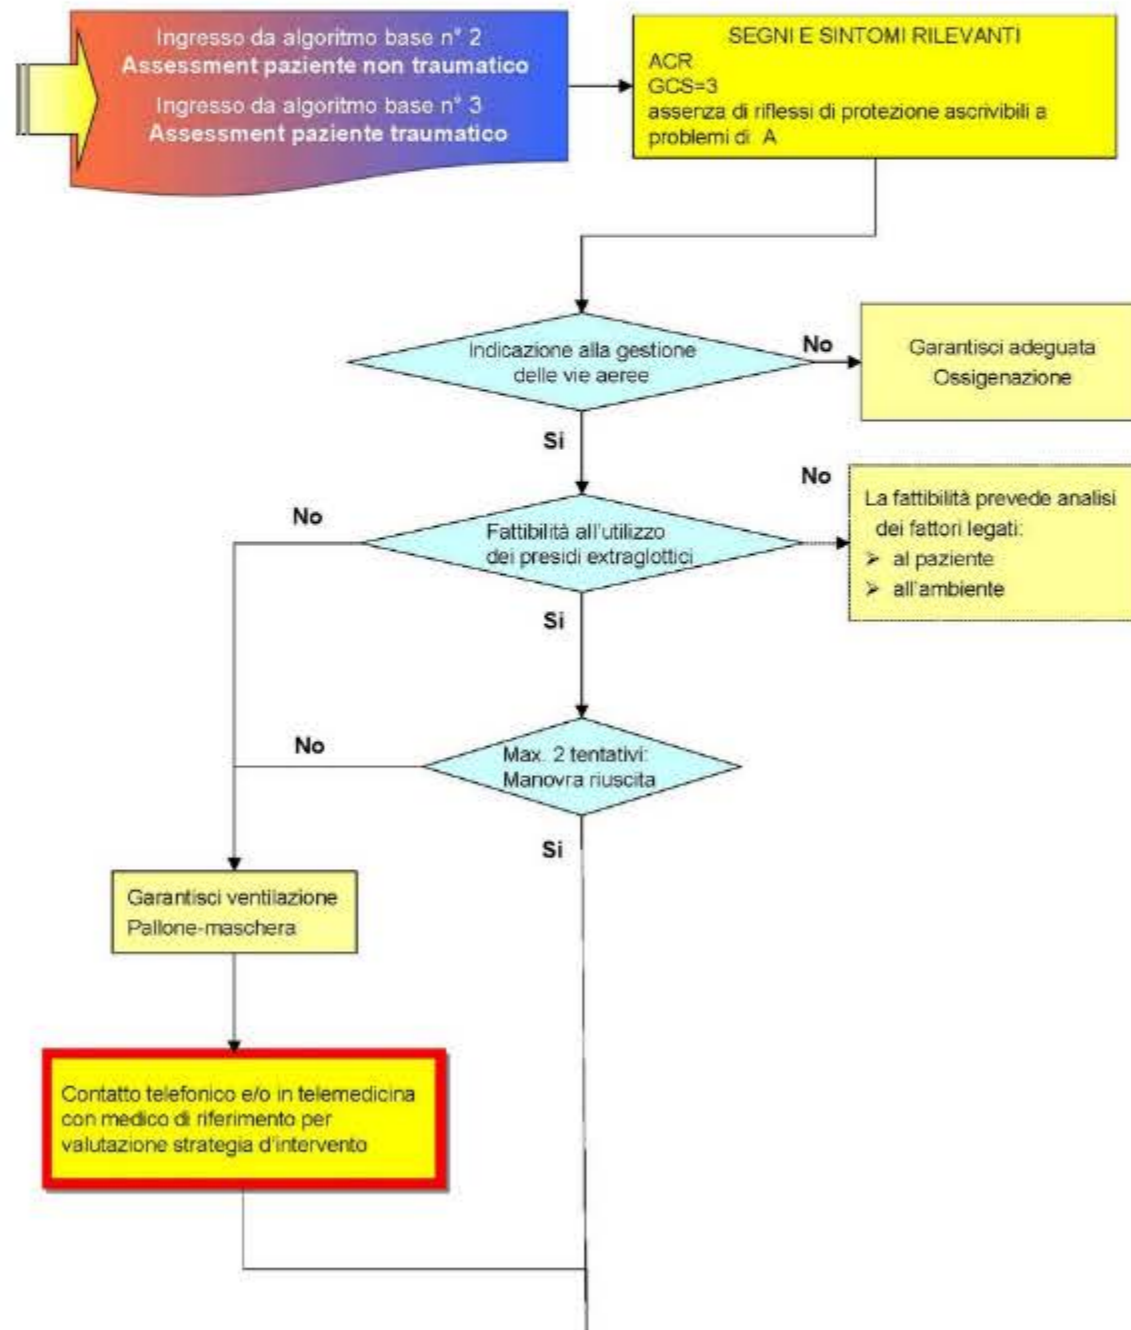 Ingresso da algoritmo base n° 2
Assessment paziente non traumatico
Ingresso da algoritmo base n° 3
Assessment paziente traumatico
SEGNI E SINTOMI RILEVANTI
ACR
GCS=3
assenza di riflessi di protezione ascrivibili a
problemi di A
Indicazione alla gestione
delle vie aeree
No
Garantisci adeguata
Ossigenazione
Si
No
Fattibilità all'utilizzo
dei presidi extraglottici
No
La fattibilità prevede analisi
dei fattori legati:
➢ al paziente
➢ all'ambiente
Si
No
Max. 2 tentativi:
Manovra riuscita
Si
Garantisci ventilazione
Pallone-maschera
Contatto telefonico e/o in telemedicina
con medico di riferimento per
valutazione strategia d'intervento